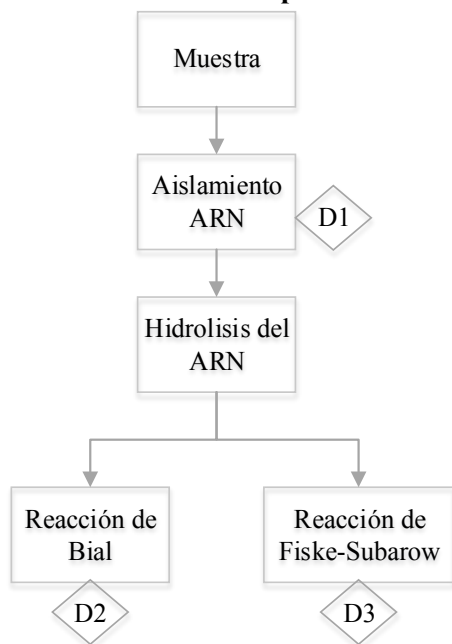 Muestra
Aislamiento
ARN
D1
Hidrolisis del
ARN
Reacción de
Bial
Reacción de
Fiske-Subarow
D2
D3